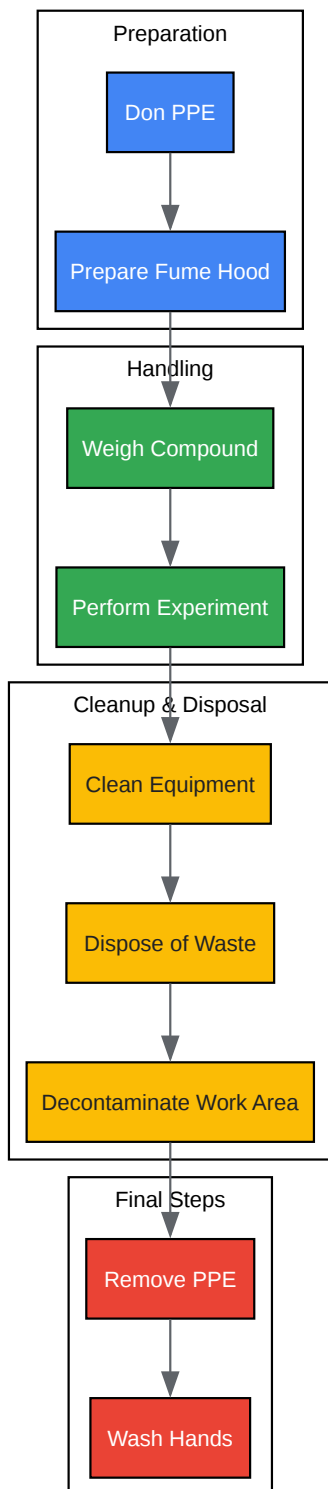 Preparation
Don PPE
Prepare Fume Hood
Handling
Weigh Compound
Perform Experiment
Cleanup & Disposal
Clean Equipment
Dispose of Waste
Decontaminate Work Area
Final Steps
Remove PPE
Wash Hands